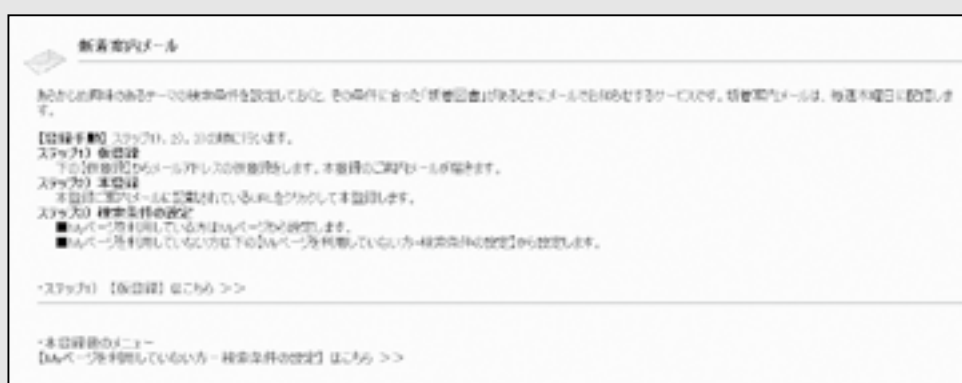 新着案内メール
あらかじめ興味のあるテーマの検索条件を設定しておくと、その条件に合った「新着図書」があるときにメールでお知らせするサービスです。新着案内メールは、毎週木曜日に配信しま
す。
【登録手順】ステップ1)、2)、3)の順に行います。
ステップ1) 仮登録
下の【仮登録】からメールアドレスの仮登録をします。本登録のご案内メールが届きます。
ステップ2) 本登録
本登録ご案内メールに記載されているURLをクリックして本登録します。
ステップ3) 検索条件の設定
■Myページを利用している方はMyページから設定します。
■Myページを利用していない方は下の【Myページを利用していない方-検索条件の設定】から設定します。
・ステップ1) 【仮登録】はこちら >>
・本登録後のメニュー
【Myページを利用していない方 - 検索条件の設定】はこちら >>